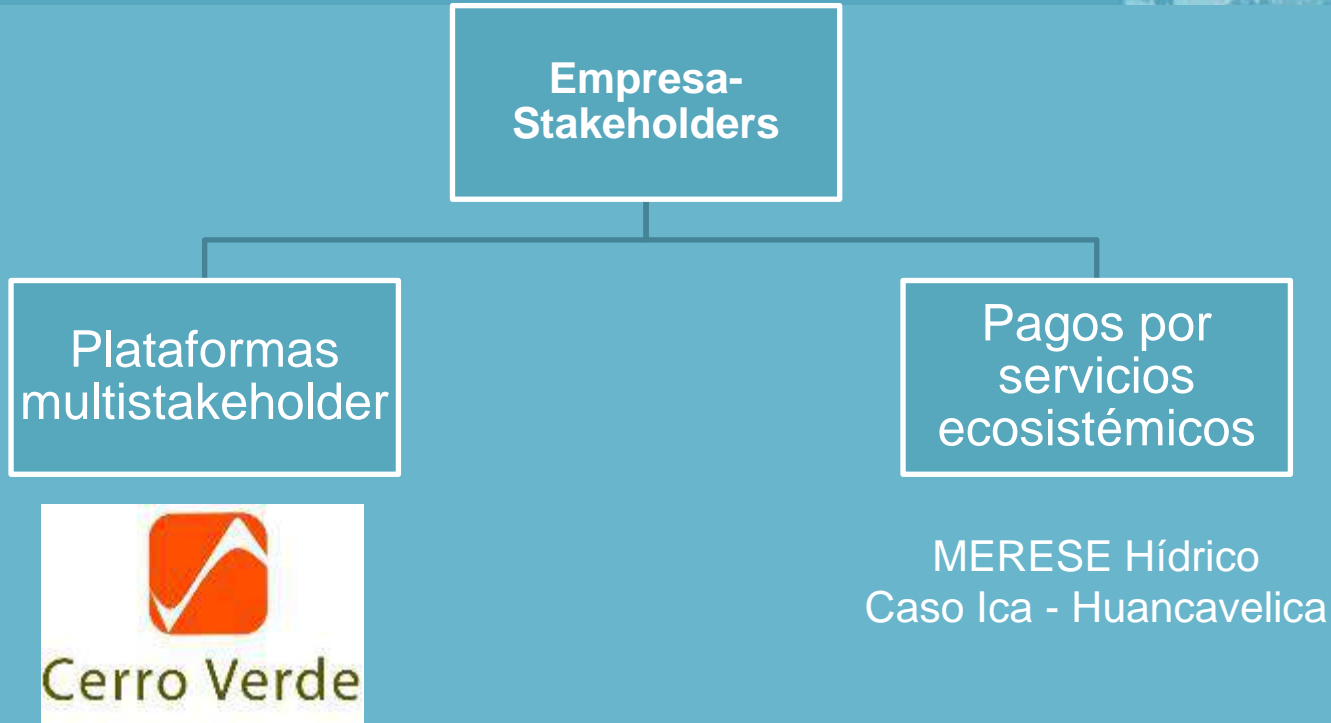 Empresa-
Stakeholders
Plataformas
multistakeholder
Pagos por
servicios
ecosistémicos
Cerro Verde
MERESE Hídrico
Caso Ica - Huancavelica